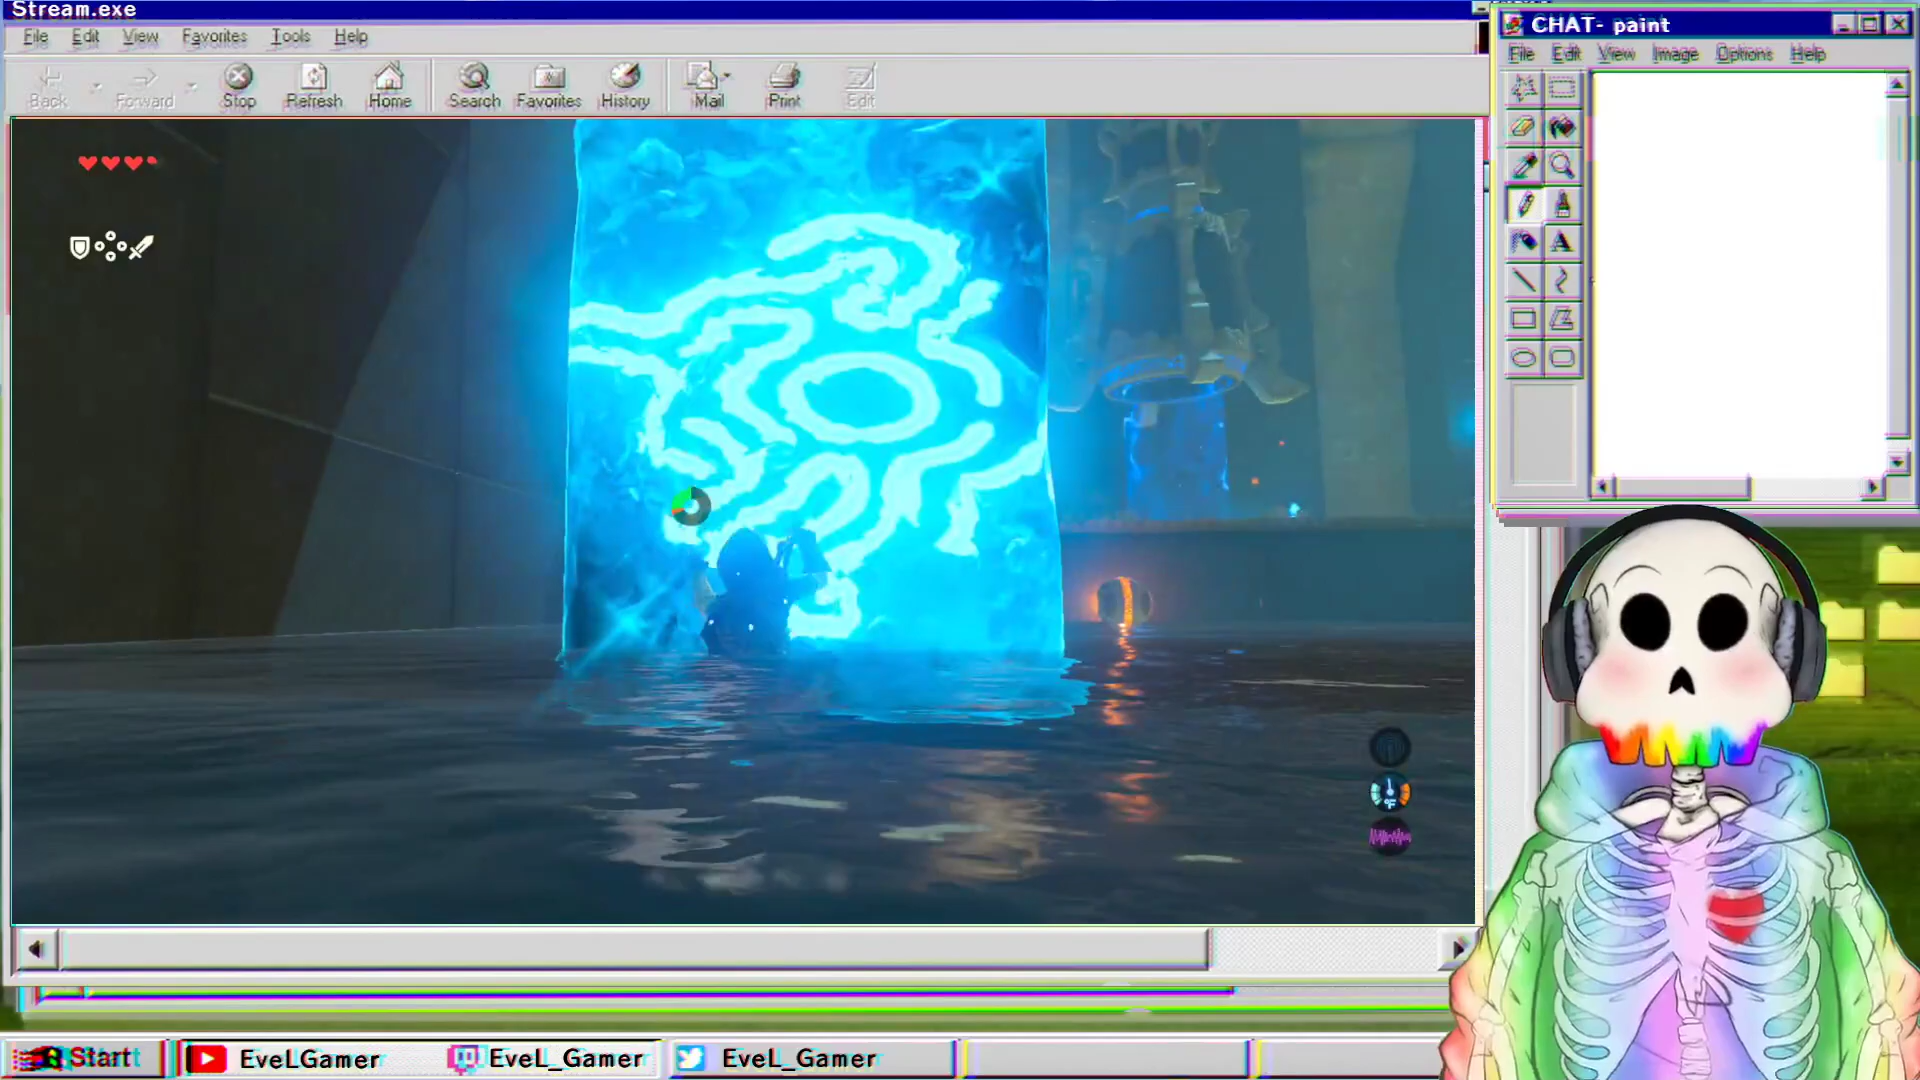 Stream.exe
File Edit View Favorites Tools Help
Back Forward Stop Refresh Home Search Favorites History Mail Print Edit
CHAT- paint
File Edit View Image Options Help
A
°F
Start EveLGamer EveL_Gamer EveL_Gamer